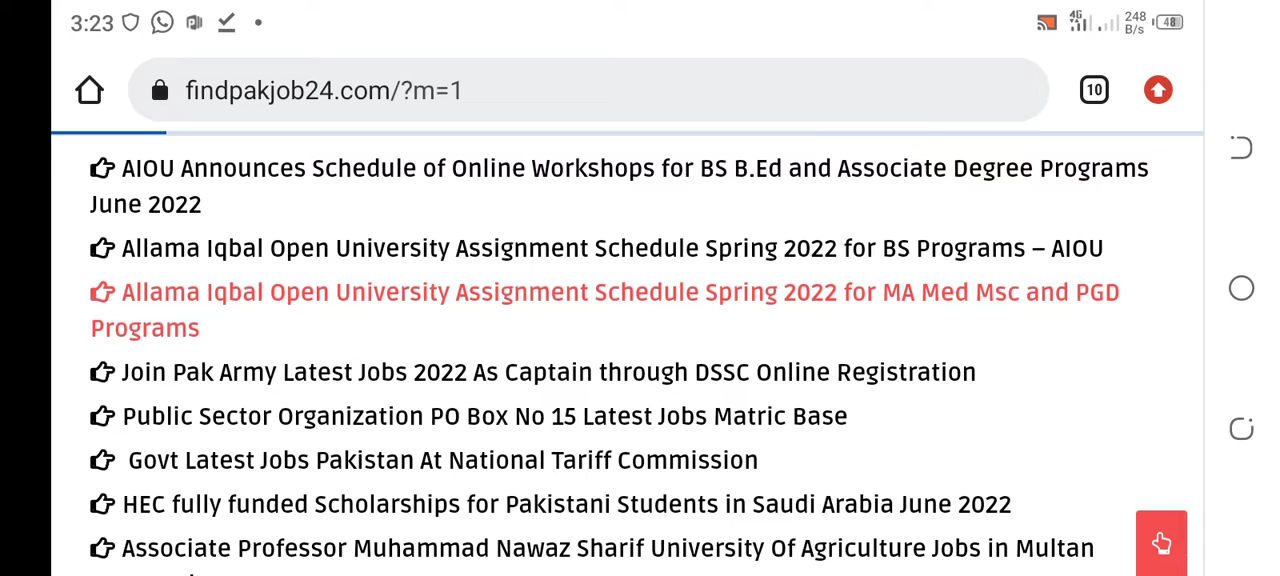 3:23
4G
248
B/s
48
findpakjob24.com/?m=1
10
AIOU Announces Schedule of Online Workshops for BS B.Ed and Associate Degree Programs
June 2022
Allama Iqbal Open University Assignment Schedule Spring 2022 for BS Programs – AIOU
Allama Iqbal Open University Assignment Schedule Spring 2022 for MA Med Msc and PGD
Programs
Join Pak Army Latest Jobs 2022 As Captain through DSSC Online Registration
Public Sector Organization PO Box No 15 Latest Jobs Matric Base
Govt Latest Jobs Pakistan At National Tariff Commission
HEC fully funded Scholarships for Pakistani Students in Saudi Arabia June 2022
Associate Professor Muhammad Nawaz Sharif University Of Agriculture Jobs in Multan